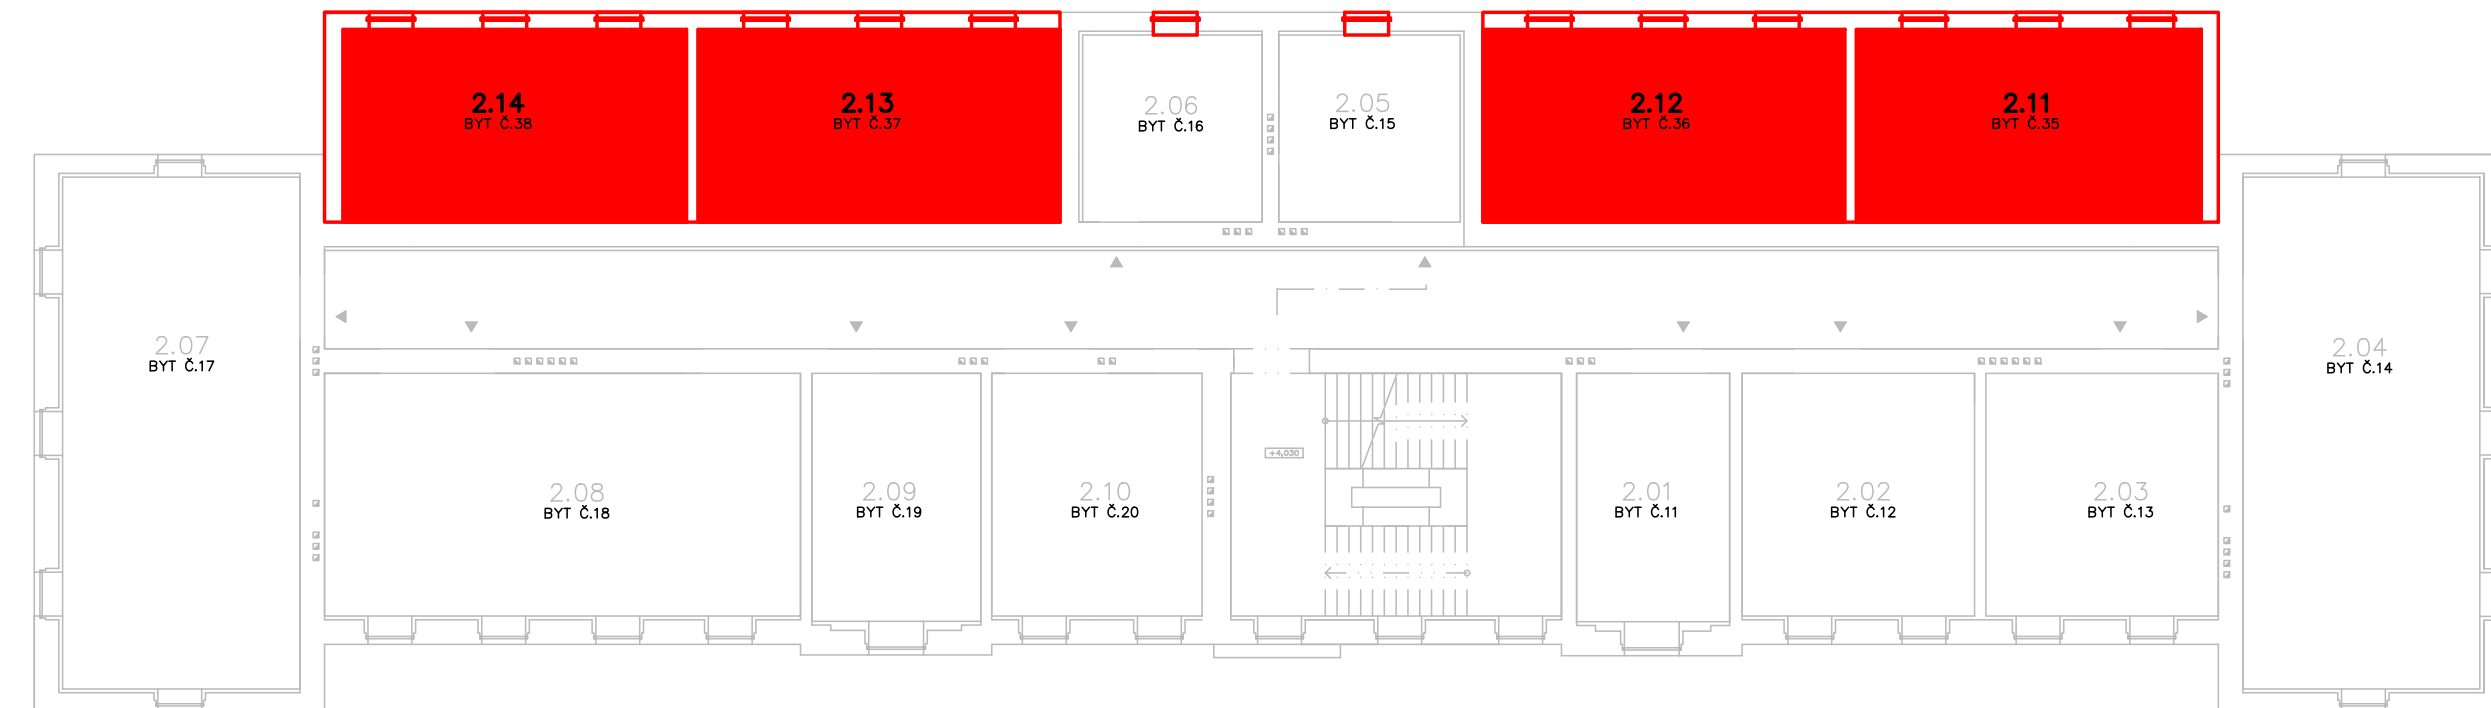 2.14
BYT Č.38
2.13
BYT Č.37
2.06
BYT Č.16
2.05
BYT Č.15
2.12
BYT Č.36
2.11
BYT Č.35
2.07
BYT Č.17
2.04
BYT Č.14
+4,030
2.08
BYT Č.18
2.09
BYT Č.19
2.10
BYT Č.20
2.01
BYT Č.11
2.02
BYT Č.12
2.03
BYT Č.13